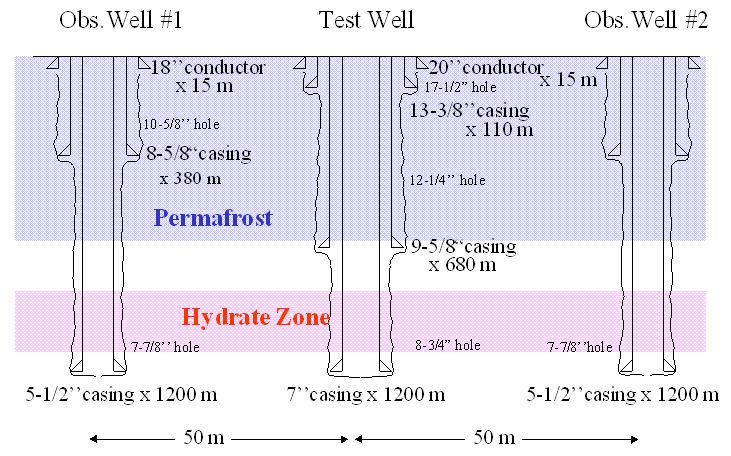 Obs.Well #1
Test Well
Obs.Well #2
18’’conductor
x 15 m
20’’conductor
x 15 m
17-1/2’’ hole
13-3/8’’casing
x 110 m
10-5/8’’ hole
8-5/8‘‘casing
x 380 m
12-1/4’’ hole
Permafrost
9-5/8‘‘casing
x 680 m
Hydrate Zone
7-7/8’’ hole
8-3/4” hole
7-7/8’’hole
5-1/2’’casing x 1200 m
7’’casing x 1200 m
5-1/2’’casing x 1200 m
50 m
50 m